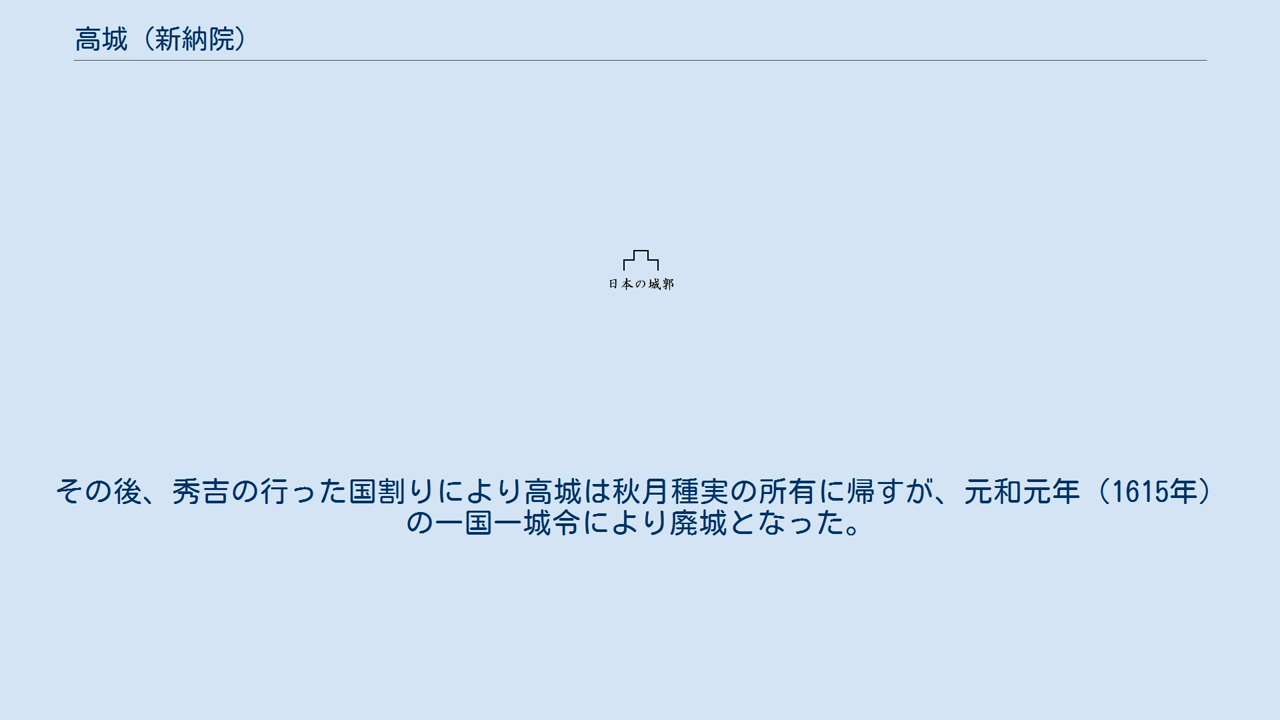 高城（新納院）
日本の城郭
その後、秀吉の行った国割りにより高城は秋月種実の所有に帰すが、元和元年（1615年）
の一国一城令により廃城となった。